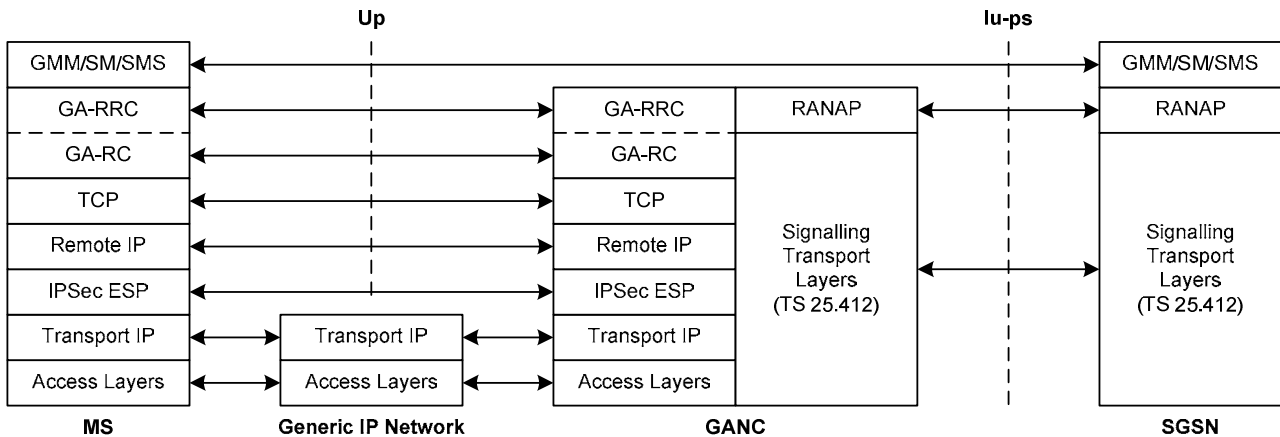 Up
Iu-ps
GMM/SM/SMS
GMM/SM/SMS
GA-RRC
GA-RRC
RANAP
RANAP
GA-RC
GA-RC
TCP
TCP
Remote IP
Remote IP
Signalling
Transport
Layers
(TS 25.412)
Signalling
Transport
Layers
(TS 25.412)
IPSec ESP
IPSec ESP
Transport IP
Transport IP
Transport IP
Access Layers
Access Layers
Access Layers
MS
Generic IP Network
GANC
SGSN